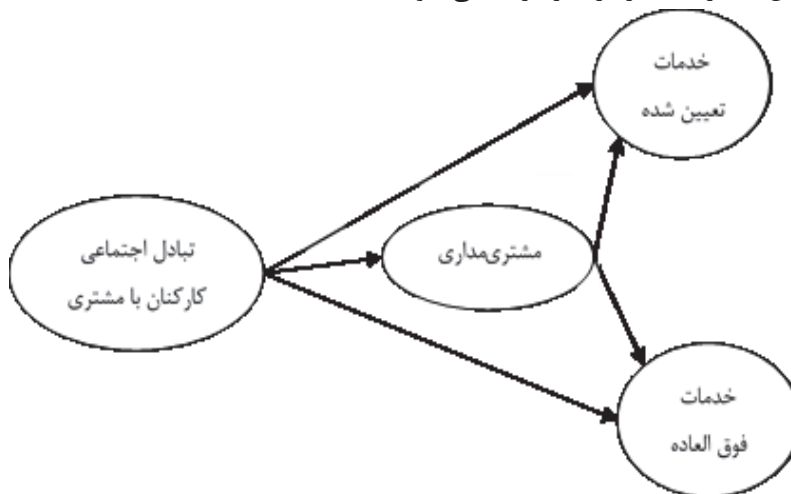 خدمات
تعیین شده
مشتری‌مداری
تبادل اجتماعی
کارکنان با مشتری
خدمات
فوق العاده